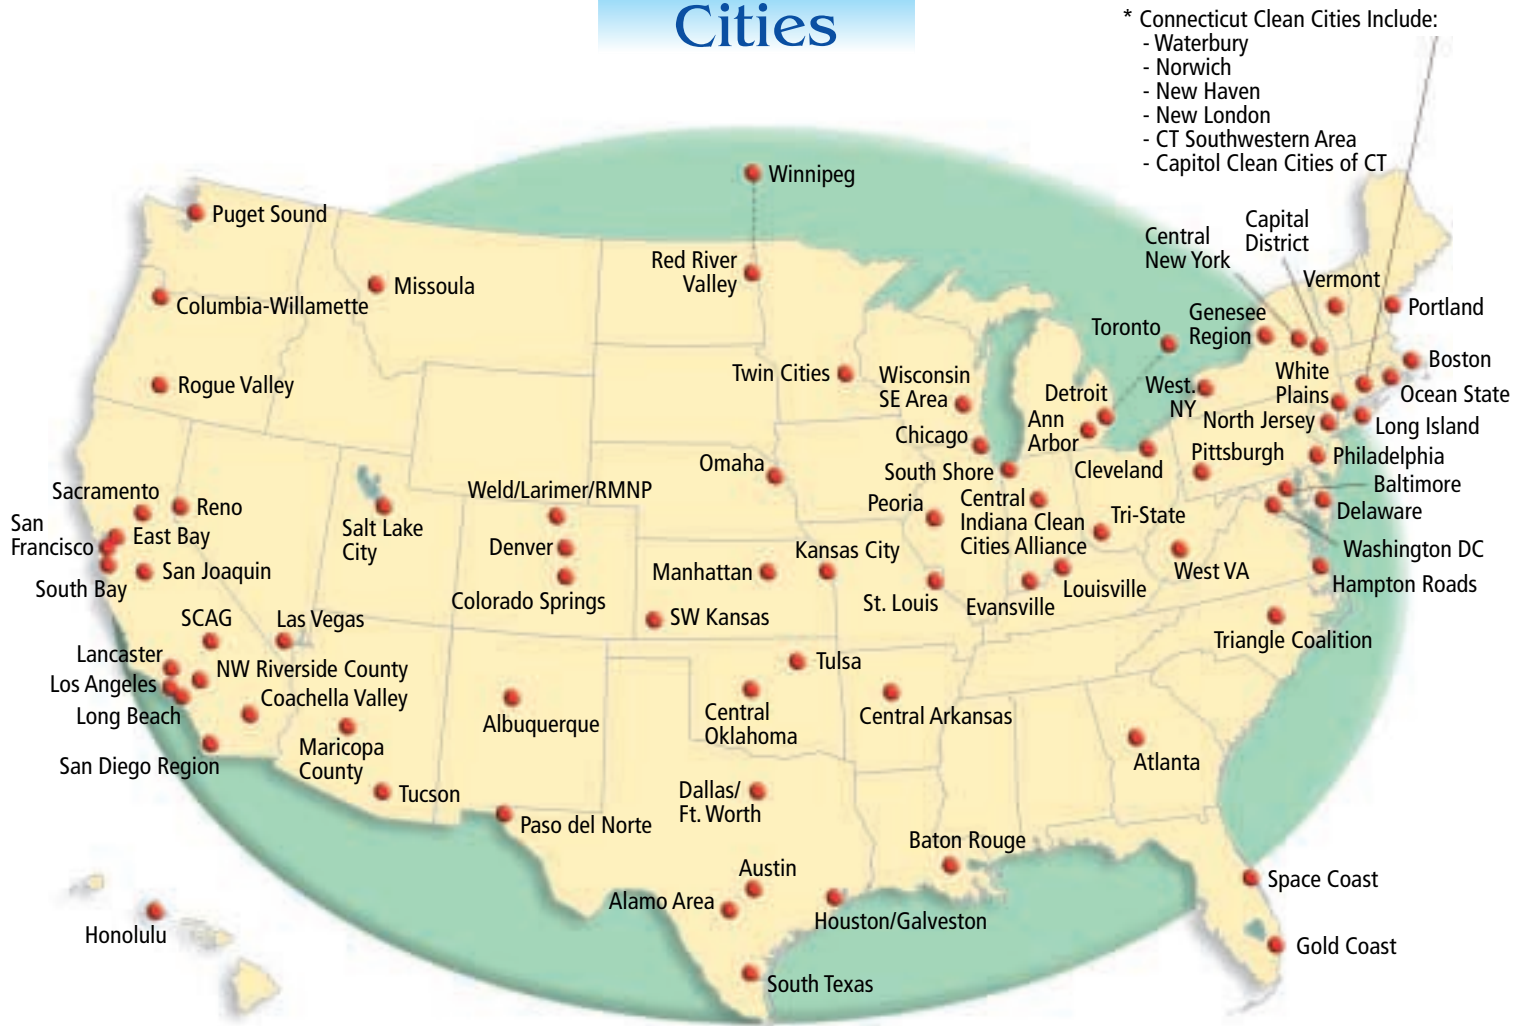 Cities
* Connecticut Clean Cities Include:
- Waterbury
- Norwich
- New Haven
- New London
- CT Southwestern Area
- Capitol Clean Cities of CT
Winnipeg
Puget Sound
Capital
District
Central
New York
Red River
Valley
Missoula
Vermont
Columbia-Willamette
Portland
Genesee
Region
Toronto
Boston
White
Plains
Twin Cities
Wisconsin
SE Area
Rogue Valley
Detroit
West.
NY
Ocean State
Ann
Arbor
North Jersey
Long Island
Chicago
Pittsburgh
Philadelphia
Omaha
South Shore
Cleveland
Baltimore
Weld/Larimer/RMNP
Sacramento
Reno
Peoria
Central
Indiana Clean
Cities Alliance
Tri-State
Delaware
San
Francisco
East Bay
Salt Lake
City
Denver
Kansas City
Washington DC
San Joaquin
Manhattan
West VA
South Bay
Colorado Springs
St. Louis
Evansville
Louisville
Hampton Roads
SCAG
Las Vegas
SW Kansas
Triangle Coalition
Lancaster
NW Riverside County
Tulsa
Los Angeles
Coachella Valley
Long Beach
Albuquerque
Central
Oklahoma
Central Arkansas
Maricopa
County
San Diego Region
Atlanta
Tucson
Dallas/
Ft. Worth
Paso del Norte
Baton Rouge
Austin
Space Coast
Alamo Area
Houston/Galveston
Honolulu
Gold Coast
South Texas